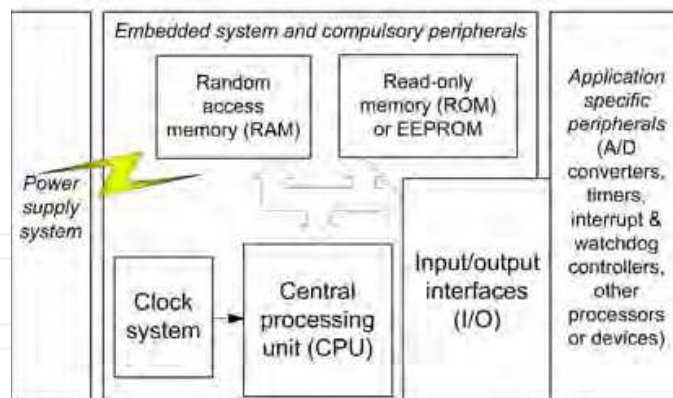 Embedded system and compulsory peripherals
Random
access
memory (RAM)
Read-only
memory (ROM)
or EEPROM
Application
specific
peripherals
(A/D
converters,
timers,
interrupt &
watchdog
controllers,
other
processors
or devices)
Power
supply
system
Clock
system
Central
processing
unit (CPU)
Input/output
interfaces
(I/O)